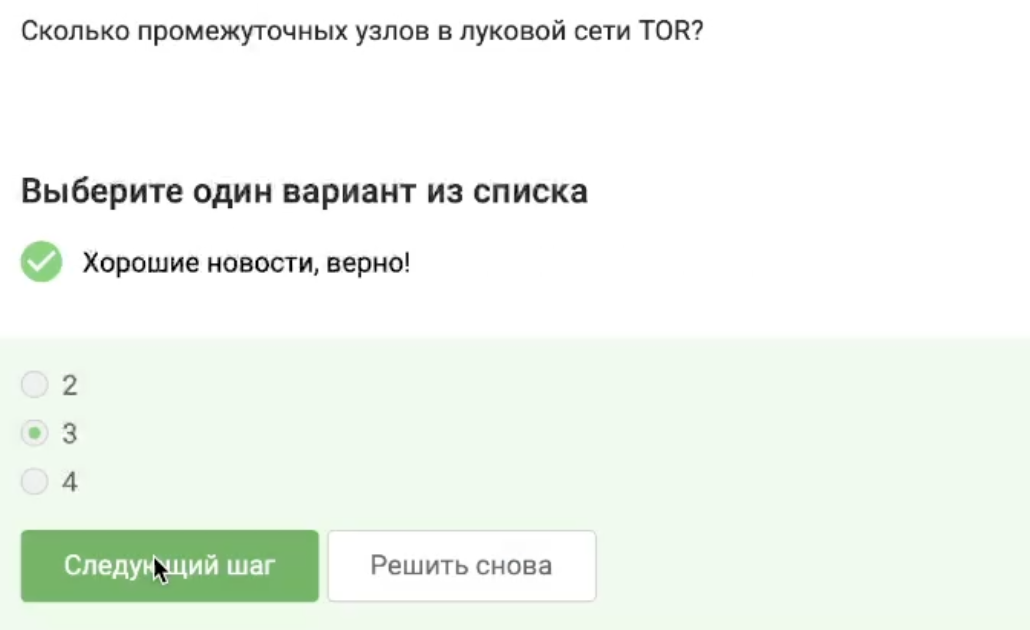 Сколько промежуточных узлов в луковой сети TOR?
Выберите один вариант из списка
Хорошие новости, верно!
2
3
4
Следующий шаг
Решить снова